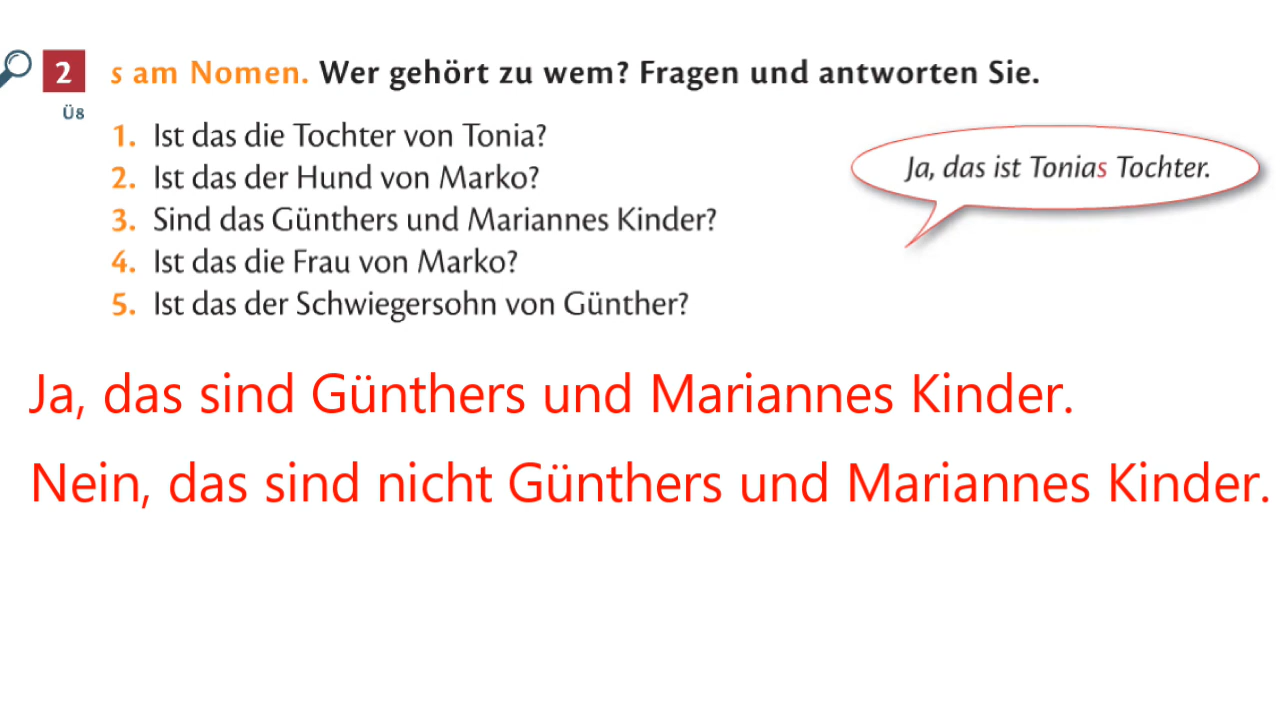 2 s am Nomen. Wer gehört zu wem? Fragen und antworten Sie.
Ü8
1. Ist das die Tochter von Tonia?
2. Ist das der Hund von Marko?
3. Sind das Günthers und Mariannes Kinder?
4. Ist das die Frau von Marko?
5. Ist das der Schwiegersohn von Günther?
Ja, das ist Tonias Tochter.
Ja, das sind Günthers und Mariannes Kinder.
Nein, das sind nicht Günthers und Mariannes Kinder.